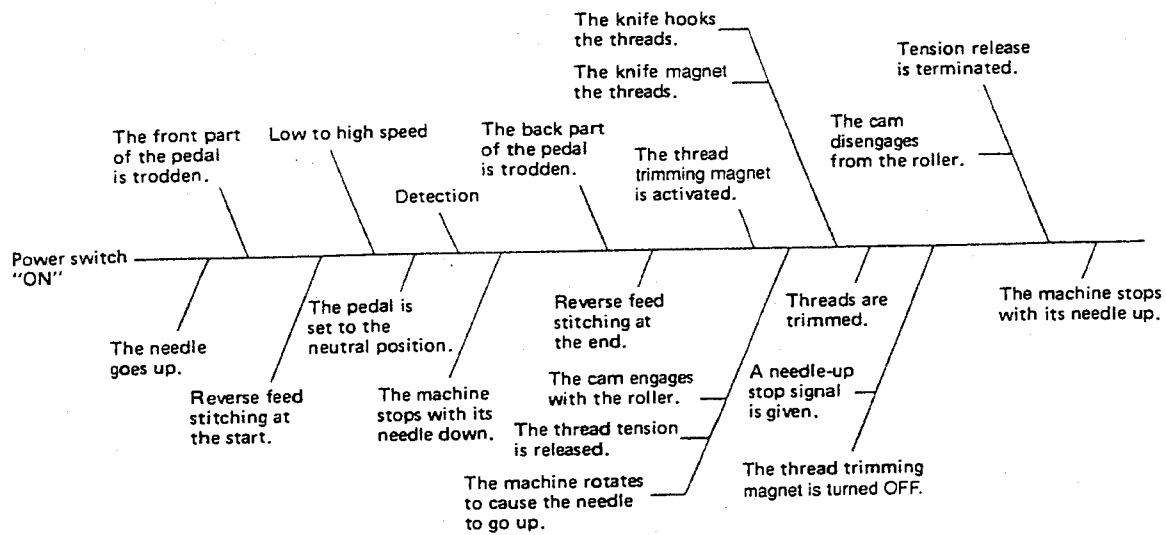 The knife hooks
the threads.
The knife magnet
the threads.
Tension release
is terminated.
The front part
of the pedal
is trodden.
Low to high speed
The back part
of the pedal
is trodden.
The cam
disengages
from the roller.
The thread
trimming magnet
is activated.
Detection
Power switch
"ON"
The needle
goes up.
Reverse feed
stitching at
the start.
The pedal is
set to the
neutral position.
The machine
stops with its
needle down.
Reverse feed
stitching at
the end.
The cam engages
with the roller.
The thread tension
is released.
The machine rotates
to cause the needle
to go up.
Threads are
trimmed.
A needle-up
stop signal
is given.
The thread trimming
magnet is turned OFF.
The machine stops
with its needle up.